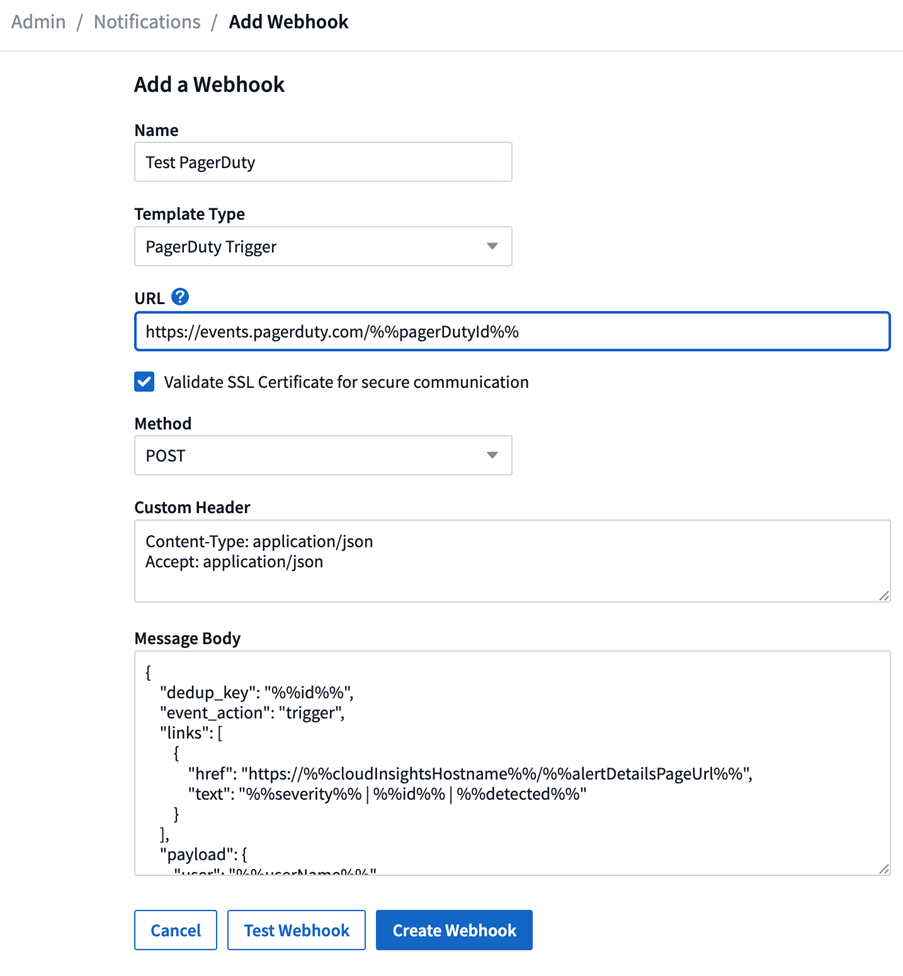 Admin / Notifications / Add Webhook
Add a Webhook
Name
Test PagerDuty
Template Type
PagerDuty Trigger
URL ?
https://events.pagerduty.com/%%pagerDutyId%%
Validate SSL Certificate for secure communication
Method
POST
Custom Header
Content-Type: application/json
Accept: application/json
Message Body
{
"dedup_key": "%%id%%",
"event_action": "trigger",
"links": [
{
"href": "https://%%cloudInsightsHostname%%/%%alertDetailsPageUrl%%",
"text": "%%severity%% | %%id%% | %%detected%%"
}
],
"payload": {
"user": "%%userName%%"
Cancel Test Webhook Create Webhook